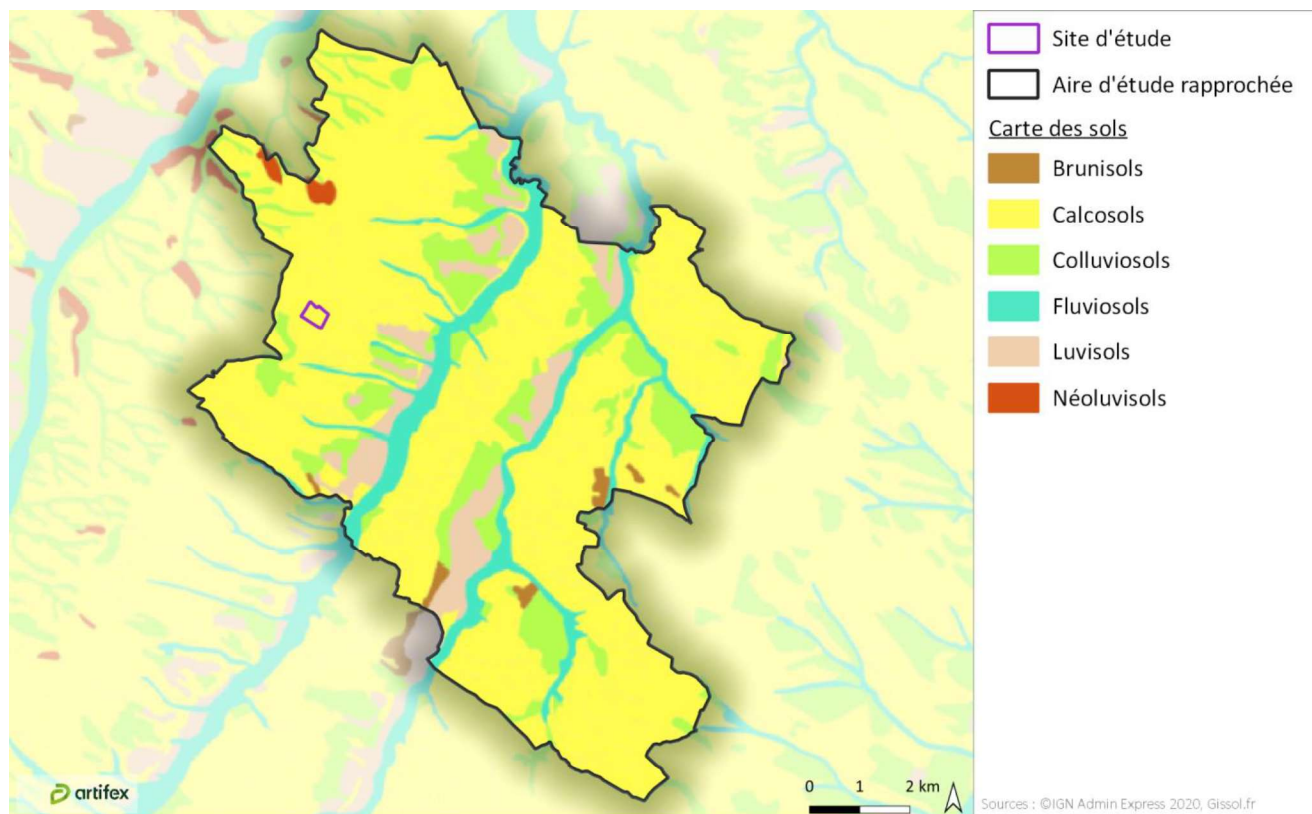 Site d'étude
Aire d'étude rapprochée
Carte des sols
Brunisols
Calcosols
Colluviosols
Fluviosols
Luvisols
Néoluvisols
artifex
0 1 2 km
Sources : ©IGN Admin Express 2020, Gissol.fr